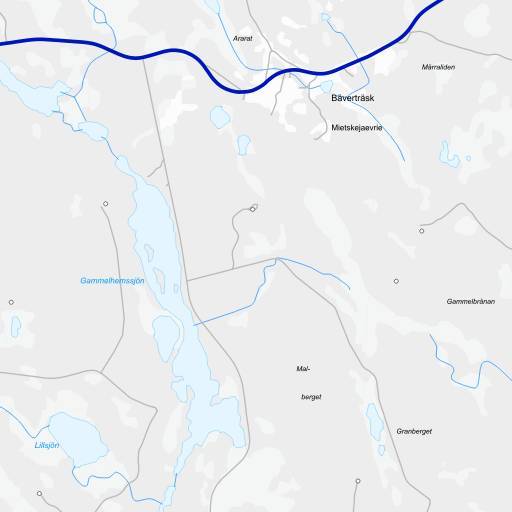 Ararat
Mårraliden
Bäverträsk
Mietskejaevrie
Gammelhemssjön
Gammelbränan
Mal-
berget
Granberget
Lillsjön